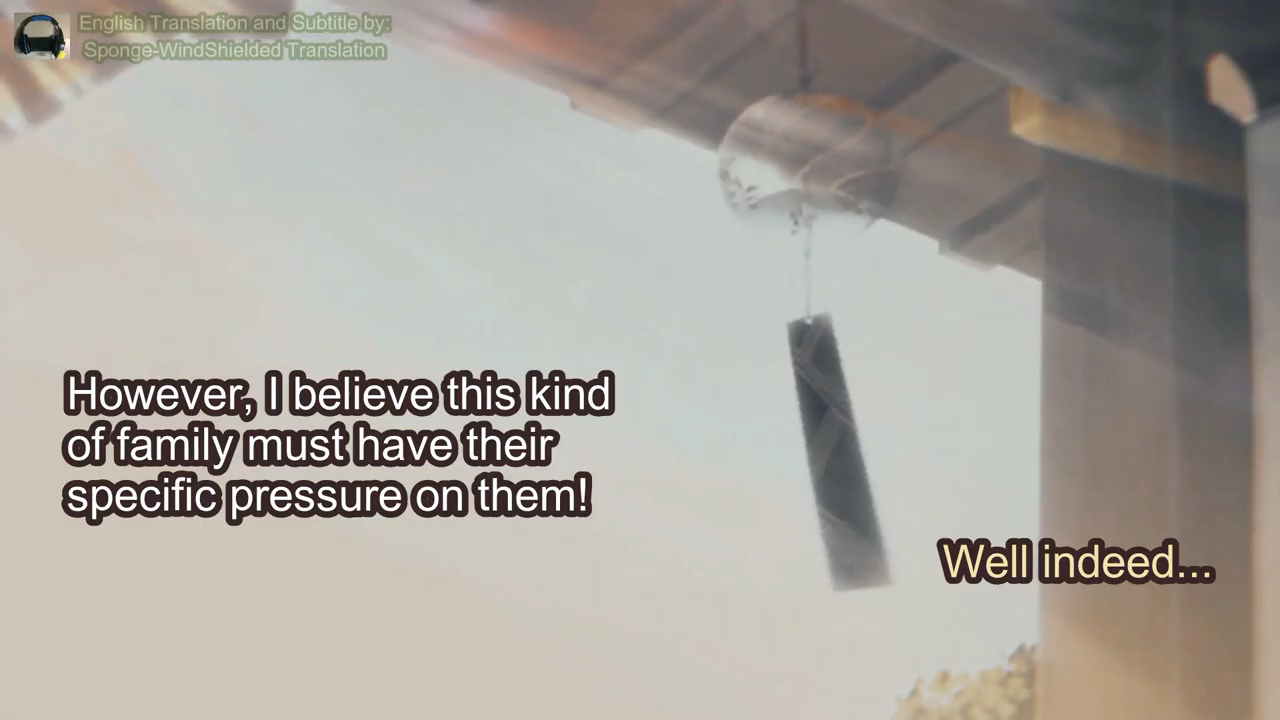 English Translation and Subtitle by:
Sponge-WindShielded Translation
However, I believe this kind
of family must have their
specific pressure on them!
Well indeed...